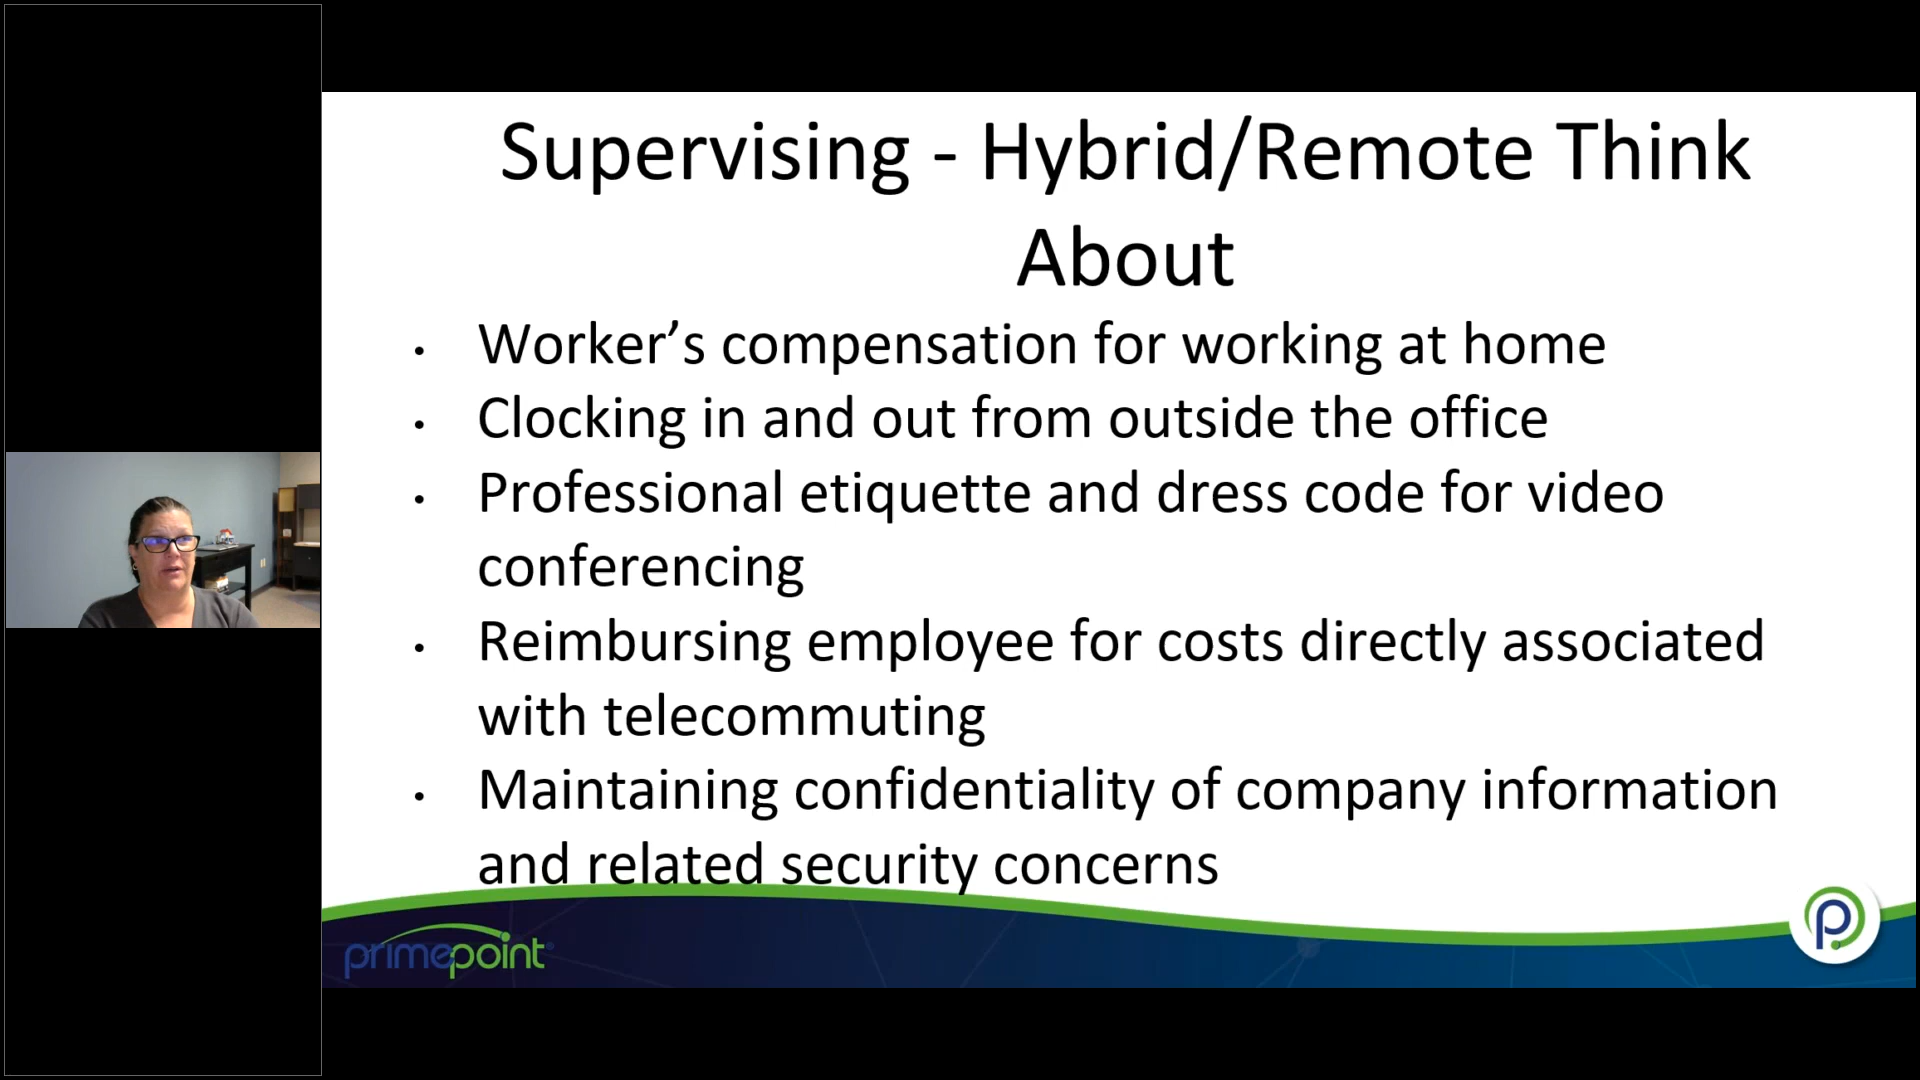 Supervising - Hybrid/Remote Think
About
• Worker’s compensation for working at home
• Clocking in and out from outside the office
• Professional etiquette and dress code for video
conferencing
• Reimbursing employee for costs directly associated
with telecommuting
• Maintaining confidentiality of company information
and related security concerns
primepoint®
p